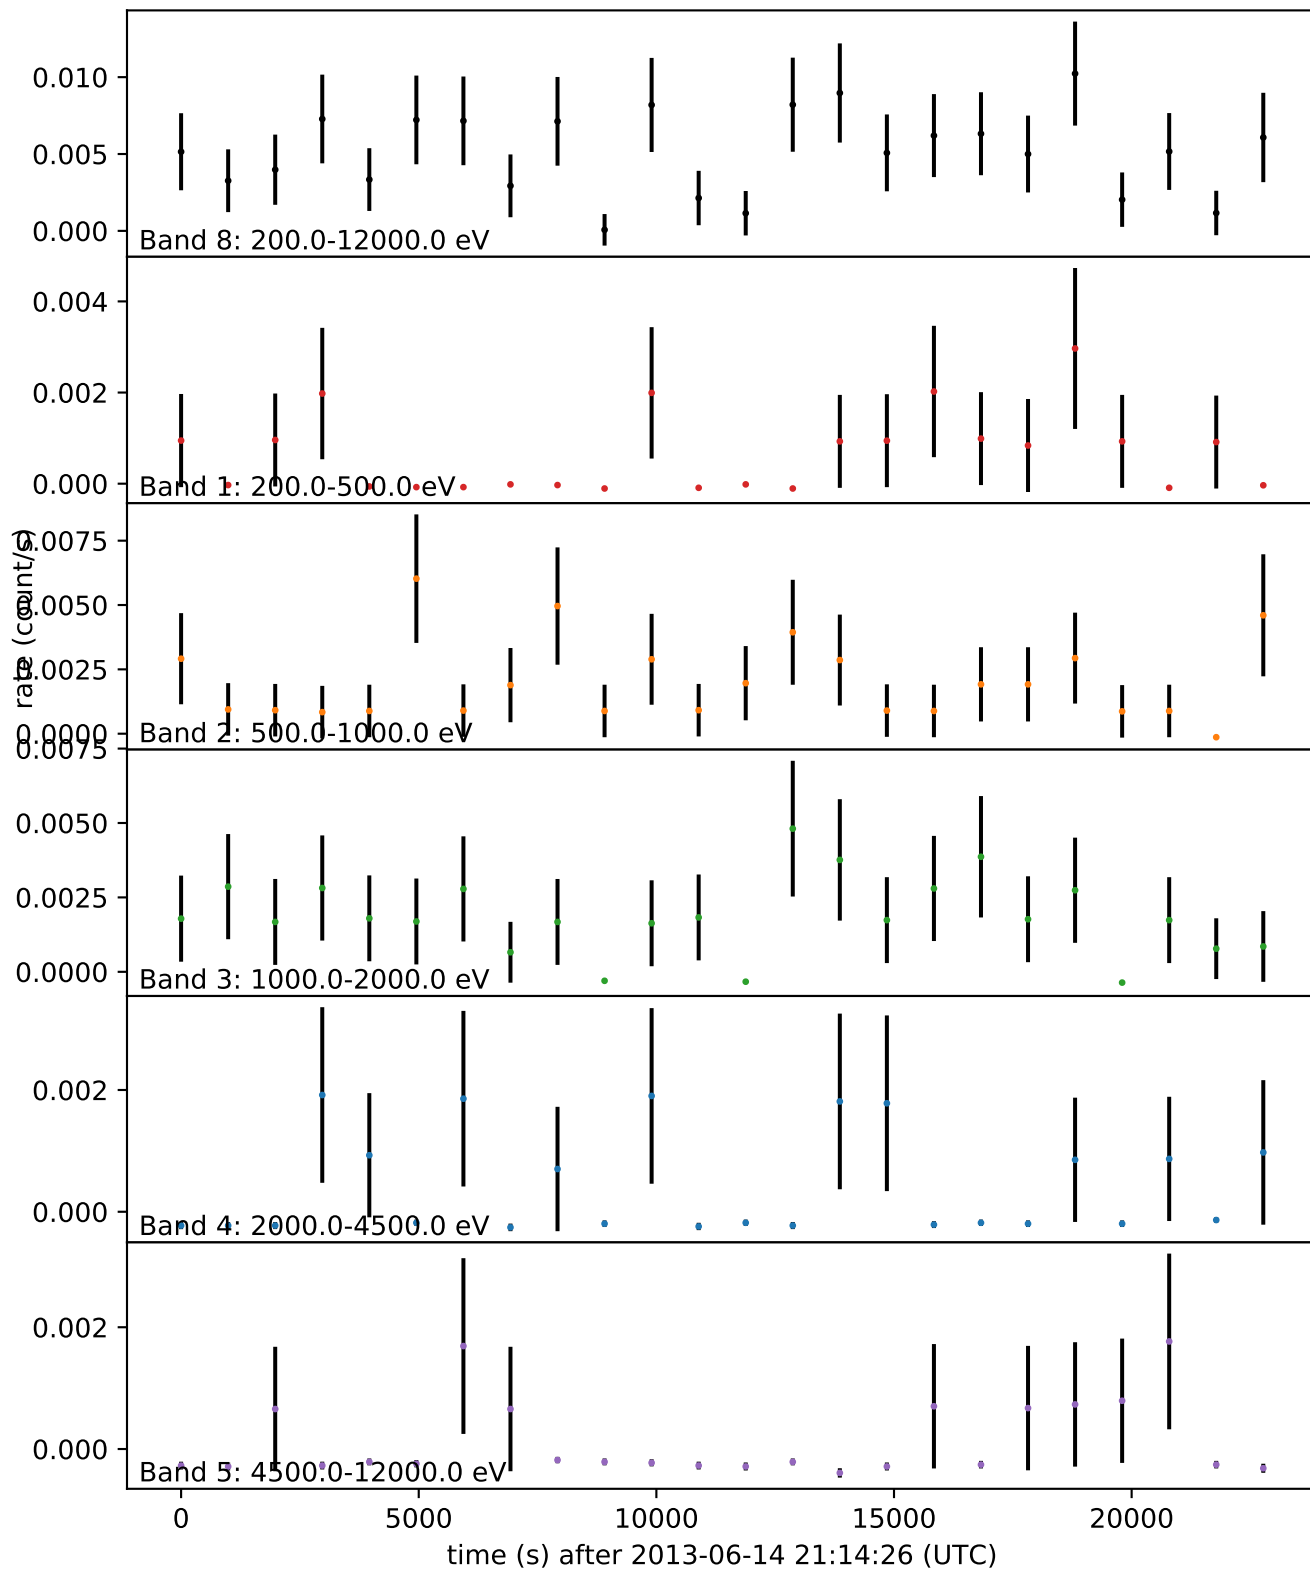 0.010
0.005
0.000
Band 8: 200.0-12000.0 eV
0.004
0.002
0.000
Band 1: 200.0-500.0 eV
rate (count/s)
0.0075
0.0050
0.0025
0.0000
Band 2: 500.0-1000.0 eV
0.0075
0.0050
0.0025
0.0000
Band 3: 1000.0-2000.0 eV
0.002
0.000
Band 4: 2000.0-4500.0 eV
0.002
0.000
Band 5: 4500.0-12000.0 eV
0 5000 10000 15000 20000
time (s) after 2013-06-14 21:14:26 (UTC)